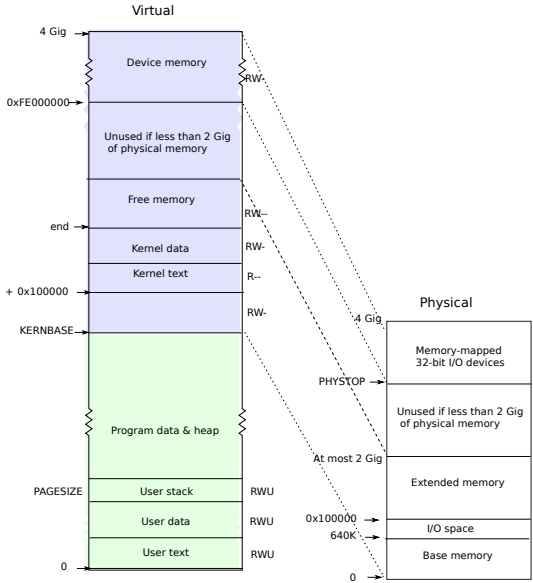 Virtual
4 Gig
Device memory
RW-
0xFE000000
Unused if less than 2 Gig
of physical memory
Free memory
RW--
end
Kernel data
RW-
Kernel text
R--
+ 0x100000
RW-
KERNBASE
Program data & heap
PAGESIZE
User stack
RWU
User data
RWU
User text
RWU
0
Physical
4 Gig
Memory-mapped
32-bit I/O devices
PHYSTOP
Unused if less than 2 Gig
of physical memory
At most 2 Gig
Extended memory
0x100000
I/O space
640K
Base memory
0